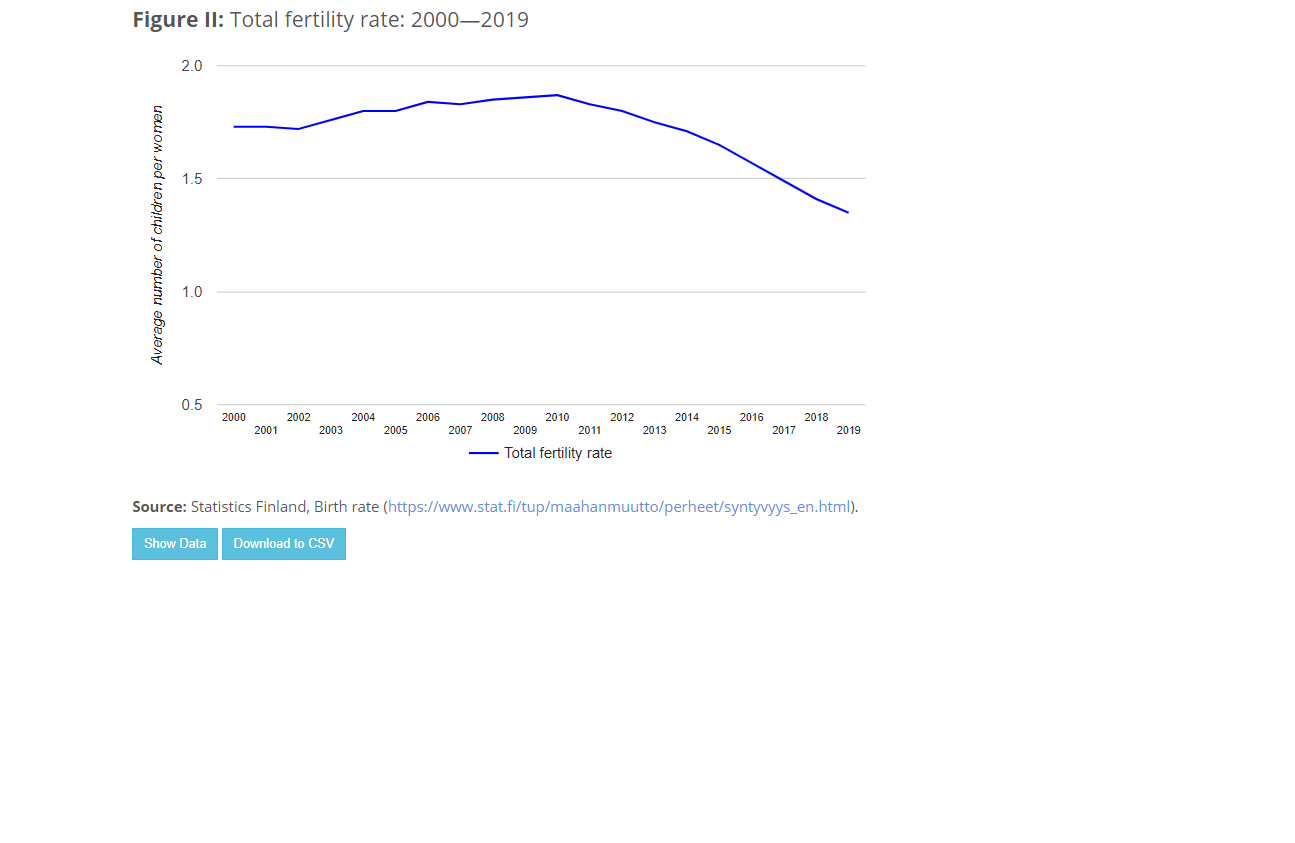 Figure II: Total fertility rate: 2000—2019
2.0
1.5
1.0
0.5
Average number of children per women
2000 2002 2004 2006 2008 2010 2012 2014 2016 2018
2001 2003 2005 2007 2009 2011 2013 2015 2017 2019
Total fertility rate
Source: Statistics Finland, Birth rate (https://www.stat.fi/tup/maahanmuutto/perheet/syntyvyys_en.html).
Show Data Download to CSV